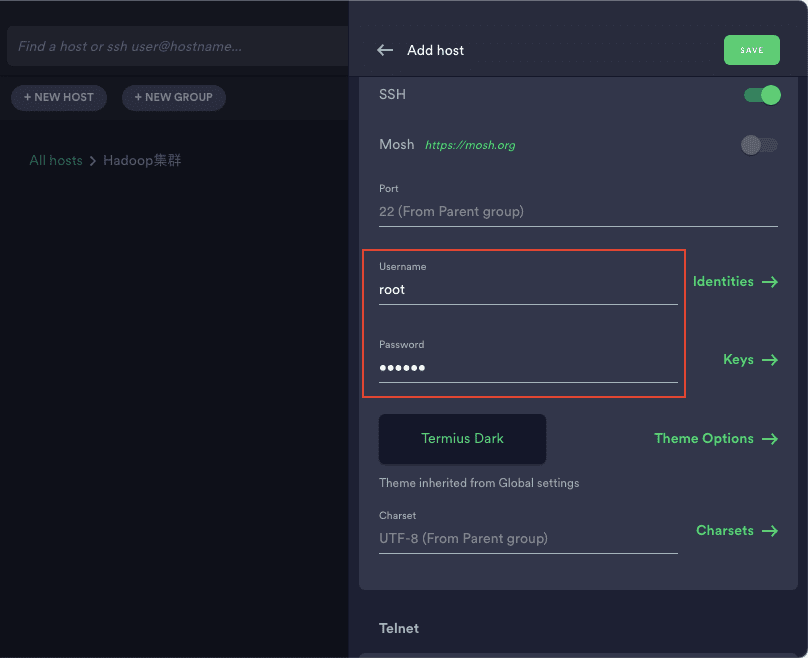 Find a host or ssh user@hostname...
+ NEW HOST
+ NEW GROUP
All hosts > Hadoop集群
← Add host
SAVE
SSH
Mosh https://mosh.org
Port
22 (From Parent group)
Username
root
Identities →
Password
●●●●●●
Keys →
Termius Dark
Theme Options →
Theme inherited from Global settings
Charset
UTF-8 (From Parent group)
Charsets →
Telnet